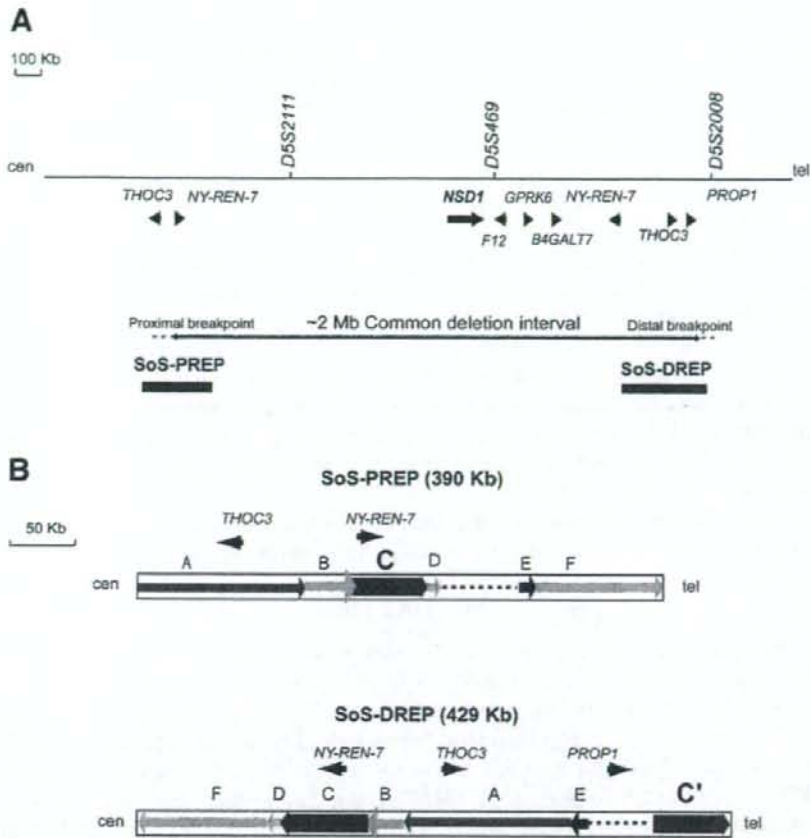 A
100 Kb
D5S2111
D5S469
D5S2008
cen
tel
THOC3
NY-REN-7
NSD1
GPRK6
NY-REN-7
PROP1
F12
B4GALT7
THOC3
Proximal breakpoint
~2 Mb Common deletion interval
Distal breakpoint
SoS-PREP
SoS-DREP
B
SoS-PREP (390 Kb)
50 Kb
THOC3
NY-REN-7
A B C D E F
cen
tel
SoS-DREP (429 Kb)
NY-REN-7
THOC3
PROP1
F D C B A E C'
cen
tel